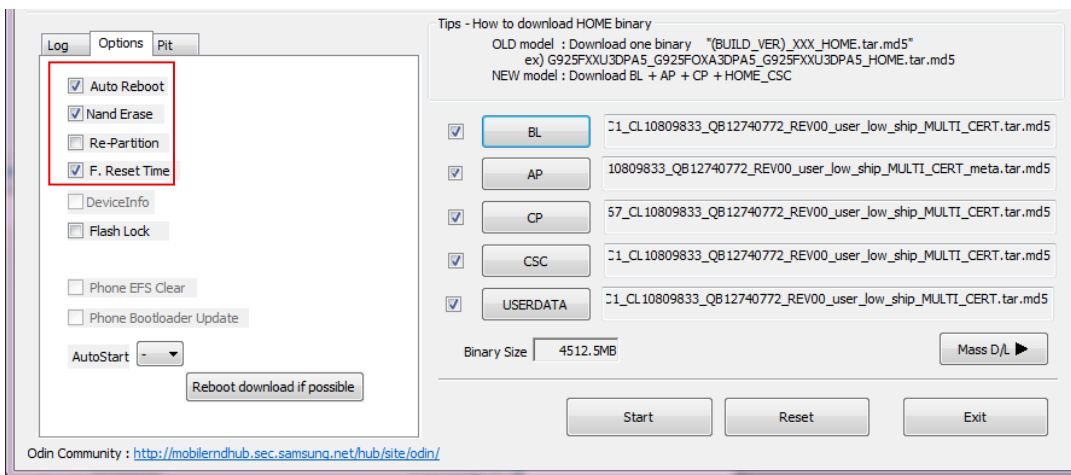 Log Options Pit
Auto Reboot
Nand Erase
Re-Partition
F. Reset Time
DeviceInfo
Flash Lock
Phone EFS Clear
Phone Bootloader Update
AutoStart -
Reboot download if possible
Tips - How to download HOME binary
OLD model : Download one binary "(BUILD_VER)_XXX_HOME.tar.md5"
ex) G925FXXU3DPA5_G925FOXA3DPA5_G925FXXU3DPA5_HOME.tar.md5
NEW model : Download BL + AP + CP + HOME_CSC
BL C1_CL10809833_QB12740772_REV00_user_low_ship_MULTI_CERT.tar.md5
AP 10809833_QB12740772_REV00_user_low_ship_MULTI_CERT_meta.tar.md5
CP 57_CL10809833_QB12740772_REV00_user_low_ship_MULTI_CERT.tar.md5
CSC C1_CL10809833_QB12740772_REV00_user_low_ship_MULTI_CERT.tar.md5
USERDATA C1_CL10809833_QB12740772_REV00_user_low_ship_MULTI_CERT.tar.md5
Binary Size 4512.5MB Mass D/L
Start Reset Exit
Odin Community : http://mobilerndhub.sec.samsung.net/hub/site/odin/